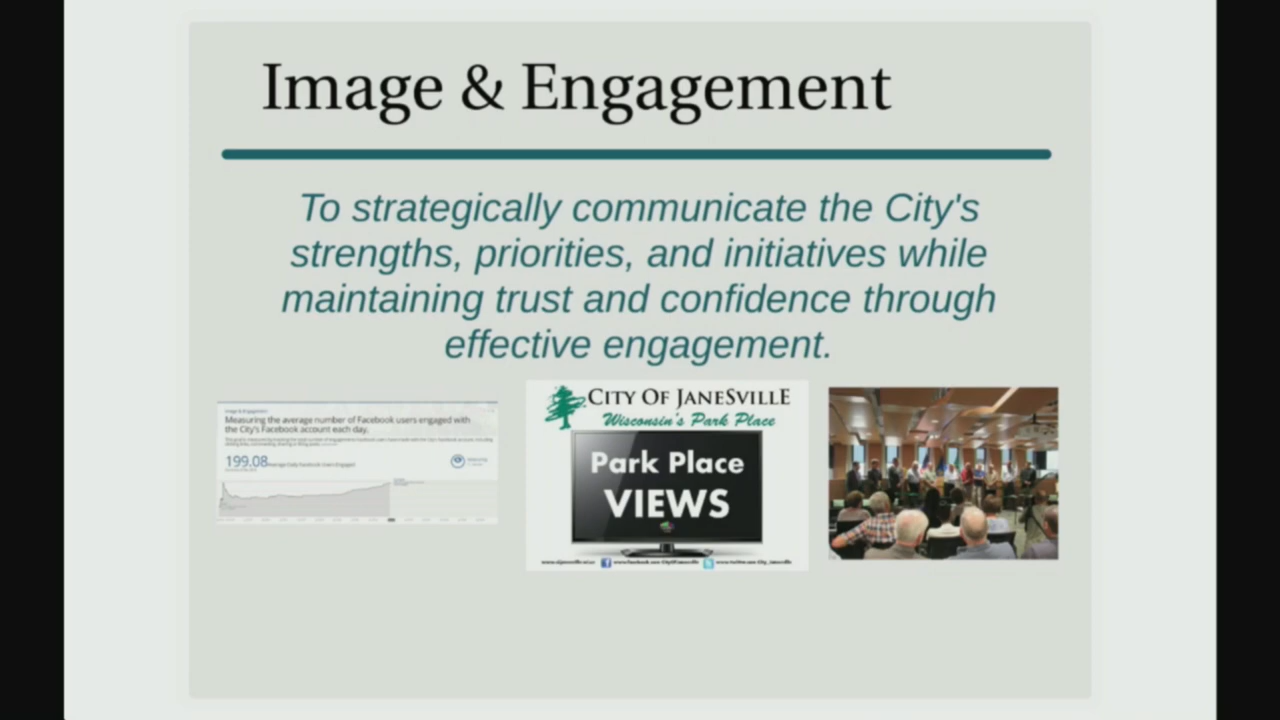 Image & Engagement
To strategically communicate the City's
strengths, priorities, and initiatives while
maintaining trust and confidence through
effective engagement.
Image & Engagement
Measuring the average number of Facebook users engaged with
the City's Facebook account each day.
199.08
CITY OF JANESVILLE
Wisconsin's Park Place
Park Place
VIEWS